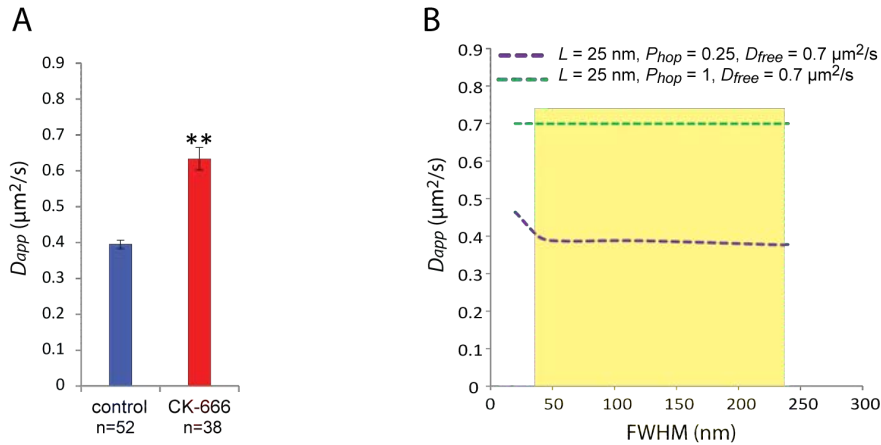 A
Dapp (µm²/s)
0.9
0.8
0.7
0.6
0.5
0.4
0.3
0.2
0.1
0
**
control
n=52
CK-666
n=38
B
Dapp (µm²/s)
0.9
0.8
0.7
0.6
0.5
0.4
0.3
0.2
0.1
0
L = 25 nm, Phop = 0.25, Dfree = 0.7 µm²/s
L = 25 nm, Phop = 1, Dfree = 0.7 µm²/s
0 50 100 150 200 250 300
FWHM (nm)